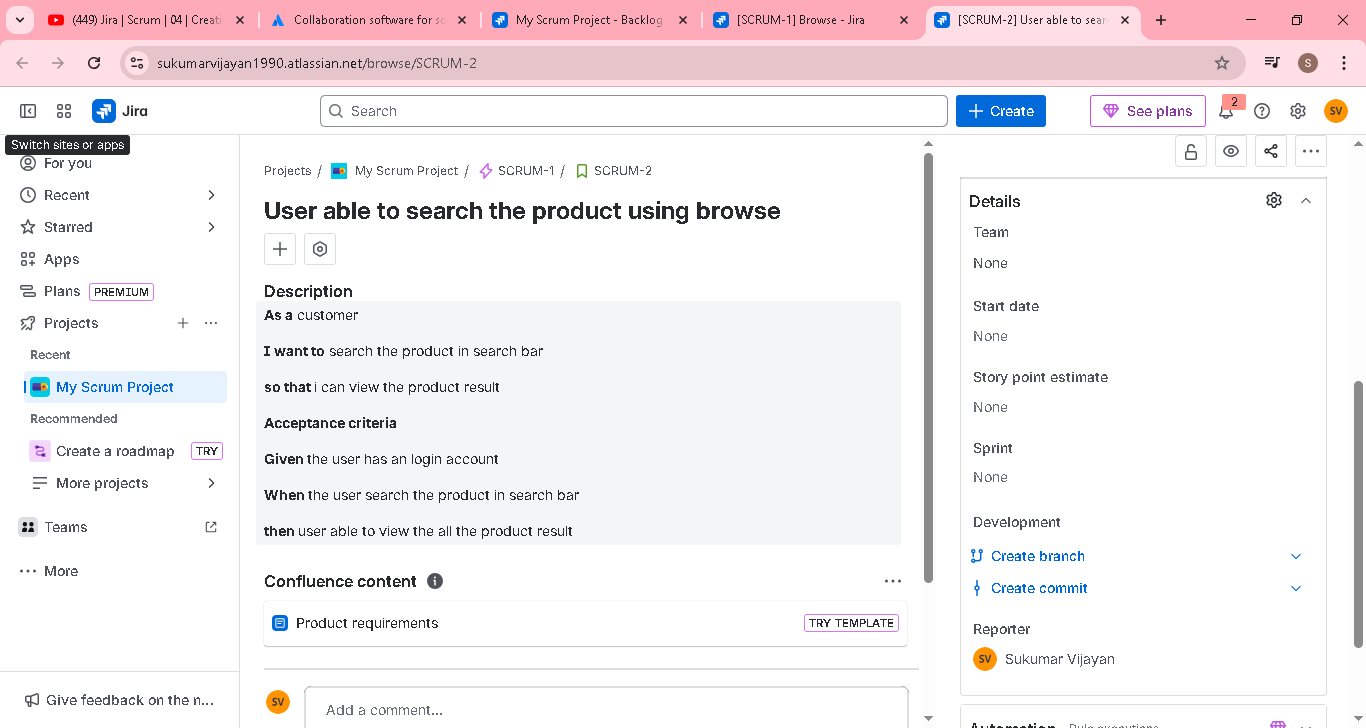 (449) Jira | Scrum | 04 | Creati
Collaboration software for so
My Scrum Project - Backlog
[SCRUM-1] Browse - Jira
[SCRUM-2] User able to sear
sukumarvijayan1990.atlassian.net/browse/SCRUM-2
S
Jira
Search
Create
See plans
2
SV
Switch sites or apps
For you
Recent
Starred
Apps
Plans PREMIUM
Projects
Recent
My Scrum Project
Recommended
Create a roadmap TRY
More projects
Teams
More
Give feedback on the n...
Projects / My Scrum Project / SCRUM-1 / SCRUM-2
User able to search the product using browse
Description
As a customer
I want to search the product in search bar
so that i can view the product result
Acceptance criteria
Given the user has an login account
When the user search the product in search bar
then user able to view the all the product result
Confluence content
Product requirements
TRY TEMPLATE
SV
Add a comment...
Details
Team
None
Start date
None
Story point estimate
None
Sprint
None
Development
Create branch
Create commit
Reporter
SV Sukumar Vijayan
Automation Rule executions